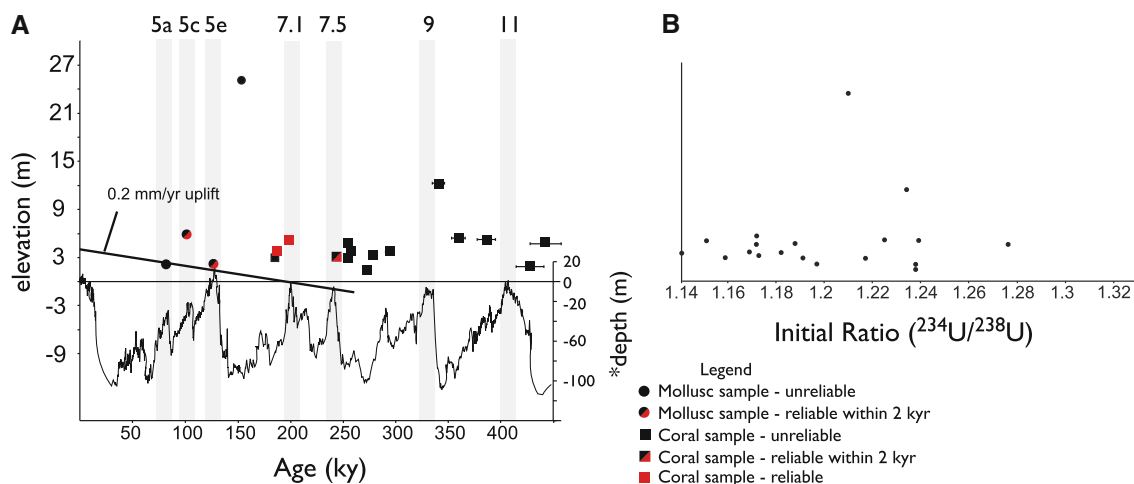 A
5a 5c 5e 7.1 7.5 9 11
27
21
15
9
3
-3
-9
elevation (m)
0.2 mm/yr uplift
20
0
-20
-40
-60
-80
-100
*depth (m)
50 100 150 200 250 300 350 400
Age (ky)
B
1.14 1.16 1.18 1.2 1.22 1.24 1.26 1.28 1.3 1.32
Initial Ratio (²³⁴U/²³⁸U)
Legend
Mollusc sample - unreliable
Mollusc sample - reliable within 2 kyr
Coral sample - unreliable
Coral sample - reliable within 2 kyr
Coral sample - reliable